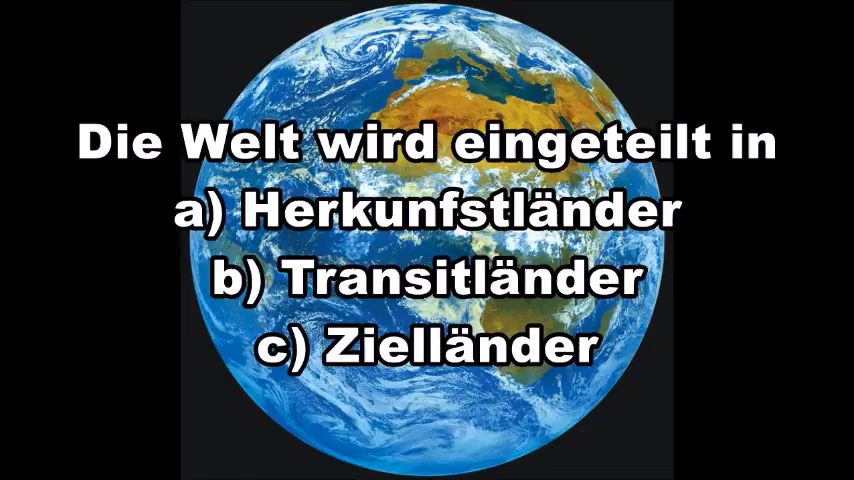 Die Welt wird eingeteilt in
a) Herkunfstländer
b) Transitländer
c) Zielländer